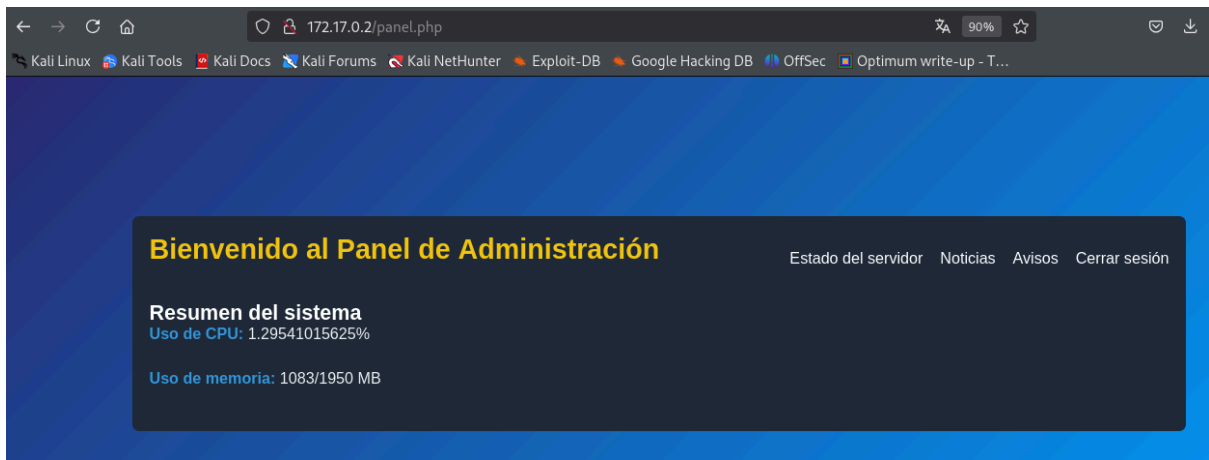 172.17.0.2/panel.php 90%
Kali Linux Kali Tools Kali Docs Kali Forums Kali NetHunter Exploit-DB Google Hacking DB OffSec Optimum write-up - T…
Bienvenido al Panel de Administración
Estado del servidor Noticias Avisos Cerrar sesión
Resumen del sistema
Uso de CPU: 1.29541015625%
Uso de memoria: 1083/1950 MB